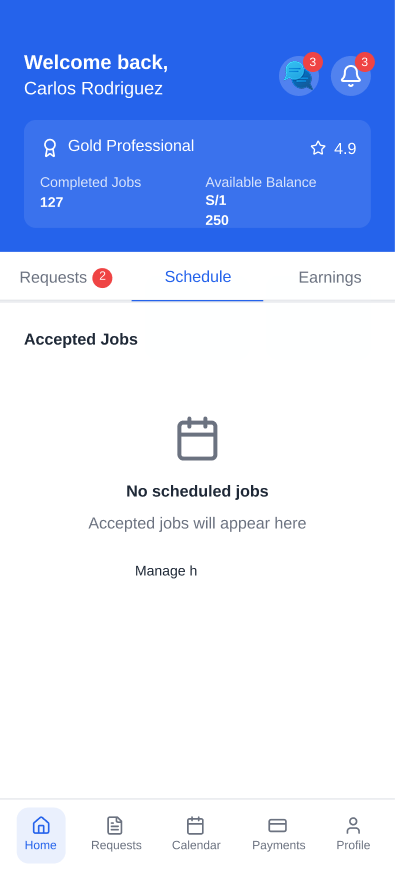 Welcome back,
Carlos Rodriguez
3
3
Gold Professional
4.9
Completed Jobs
127
Available Balance
S/1
250
Requests 2
Schedule
Earnings
Accepted Jobs
No scheduled jobs
Accepted jobs will appear here
Manage h
Home
Requests
Calendar
Payments
Profile